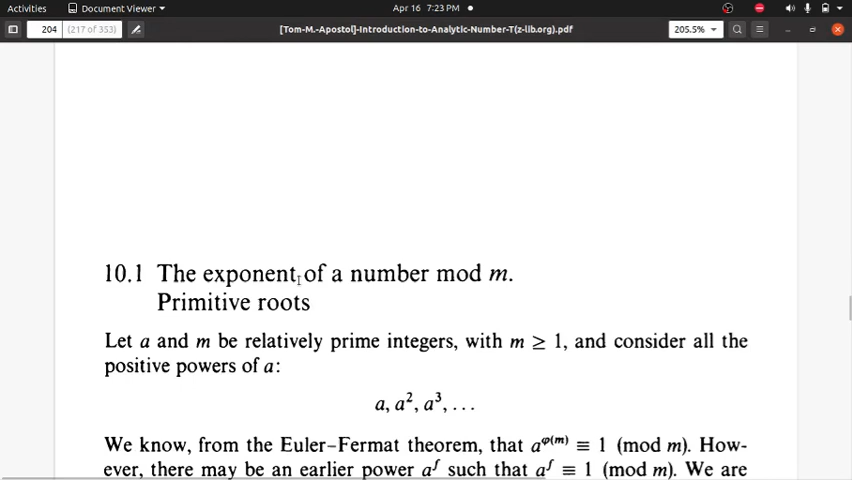 Activities Document Viewer Apr 16 7:23 PM
204 (217 of 353) [Tom-M.-Apostol]-Introduction-to-Analytic-Number-T(z-lib.org).pdf 205.5%
10.1 The exponent of a number mod m.
Primitive roots
Let a and m be relatively prime integers, with m ≥ 1, and consider all the
positive powers of a:
a, a², a³, . . .
We know, from the Euler–Fermat theorem, that a^φ(m) ≡ 1 (mod m). How-
ever, there may be an earlier power a^f such that a^f ≡ 1 (mod m). We are